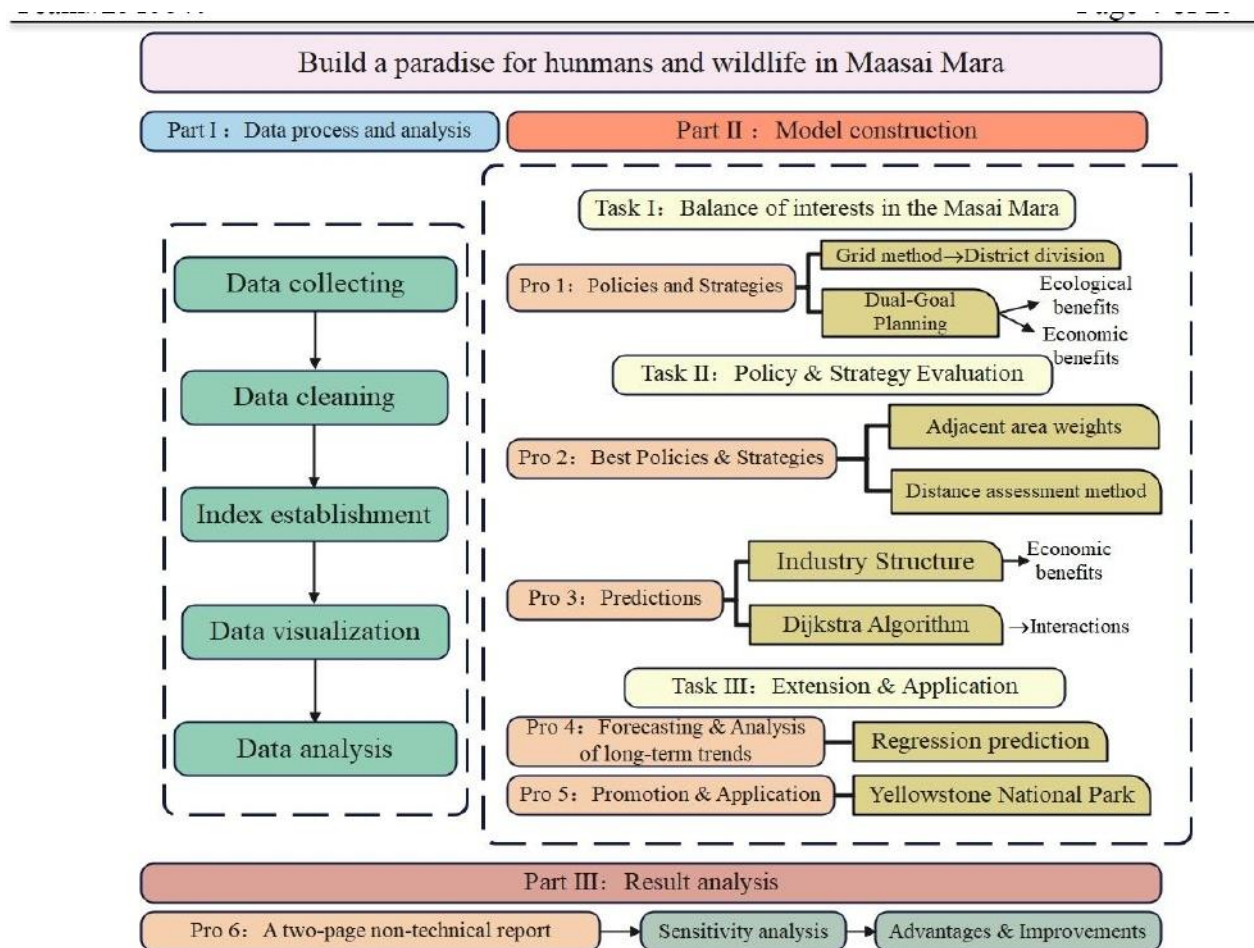 Build a paradise for hunmans and wildlife in Maasai Mara
Part I：Data process and analysis
Part II：Model construction
Data collecting
Data cleaning
Index establishment
Data visualization
Data analysis
Task I：Balance of interests in the Masai Mara
Pro 1：Policies and Strategies
Grid method→District division
Dual-Goal
Planning
Ecological
benefits
Economic
benefits
Task II：Policy & Strategy Evaluation
Pro 2：Best Policies & Strategies
Adjacent area weights
Distance assessment method
Pro 3：Predictions
Industry Structure
Economic
benefits
Dijkstra Algorithm
→Interactions
Task III：Extension & Application
Pro 4：Forecasting & Analysis
of long-term trends
Regression prediction
Pro 5：Promotion & Application
Yellowstone National Park
Part III：Result analysis
Pro 6：A two-page non-technical report
Sensitivity analysis
Advantages & Improvements